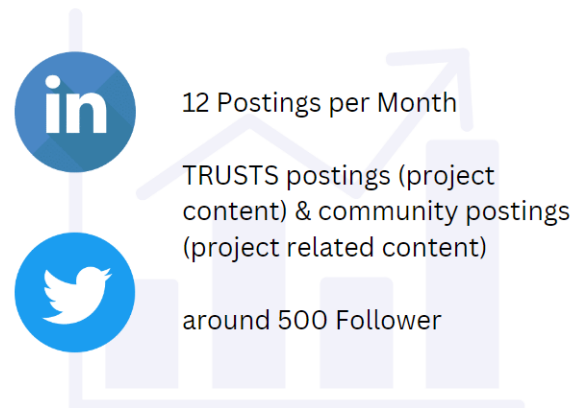 in
12 Postings per Month
TRUSTS postings (project
content) & community postings
(project related content)
around 500 Follower